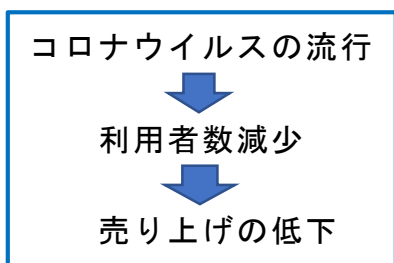 コロナウイルスの流行
利用者数減少
売り上げの低下